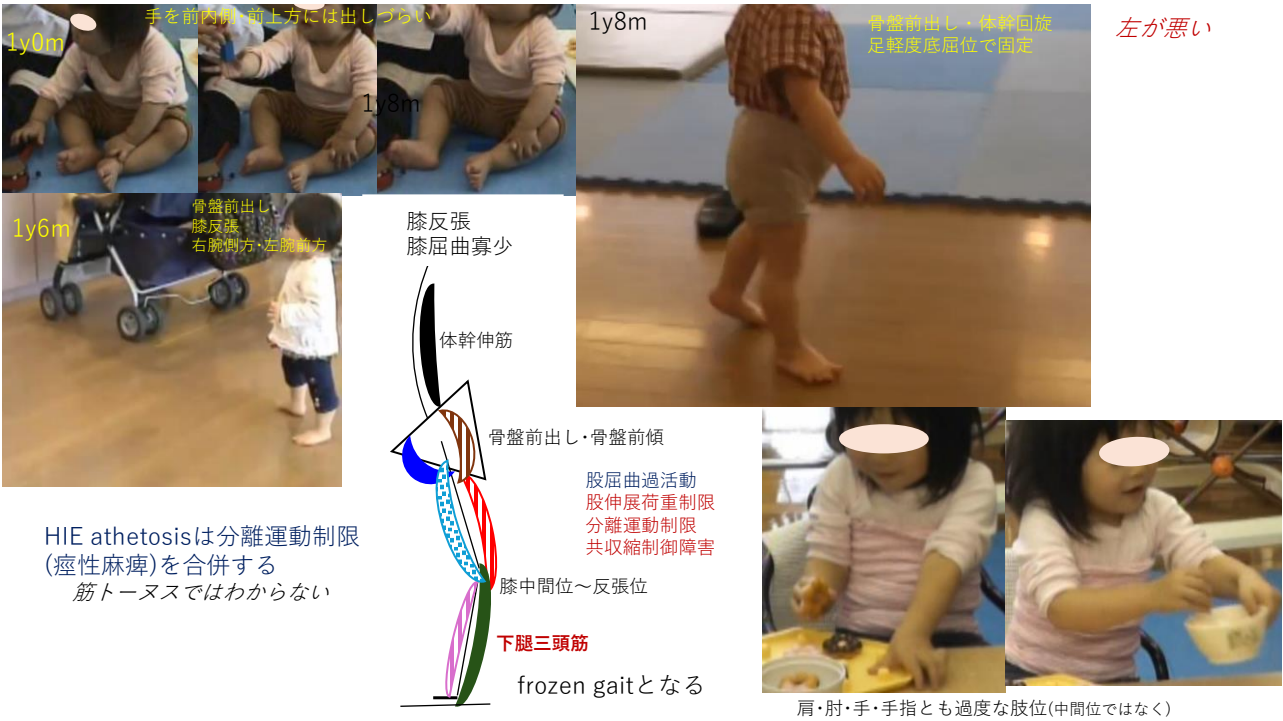 手を前内側・前上方には出しづらい
1y0m
1y8m
1y8m
骨盤前出し・体幹回旋
足軽度底屈位で固定
左が悪い
1y6m
骨盤前出し
膝反張
右腕側方・左腕前方
膝反張
膝屈曲寡少
体幹伸筋
骨盤前出し・骨盤前傾
股屈曲過活動
股伸展荷重制限
分離運動制限
共収縮制御障害
HIE athetosisは分離運動制限
(痙性麻痺)を合併する
筋トーヌスではわからない
膝中間位～反張位
下腿三頭筋
frozen gaitとなる
肩・肘・手・手指とも過度な肢位(中間位ではなく)